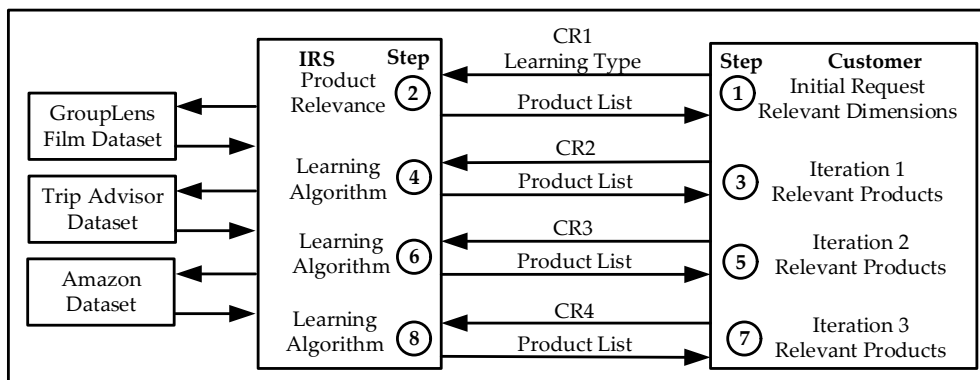 GroupLens
Film Dataset
Trip Advisor
Dataset
Amazon
Dataset
IRS Step
Product
Relevance 2
Learning
Algorithm 4
Learning
Algorithm 6
Learning
Algorithm 8
CR1
Learning Type
Product List
CR2
Product List
CR3
Product List
CR4
Product List
Step Customer
1 Initial Request
Relevant Dimensions
3 Iteration 1
Relevant Products
5 Iteration 2
Relevant Products
7 Iteration 3
Relevant Products